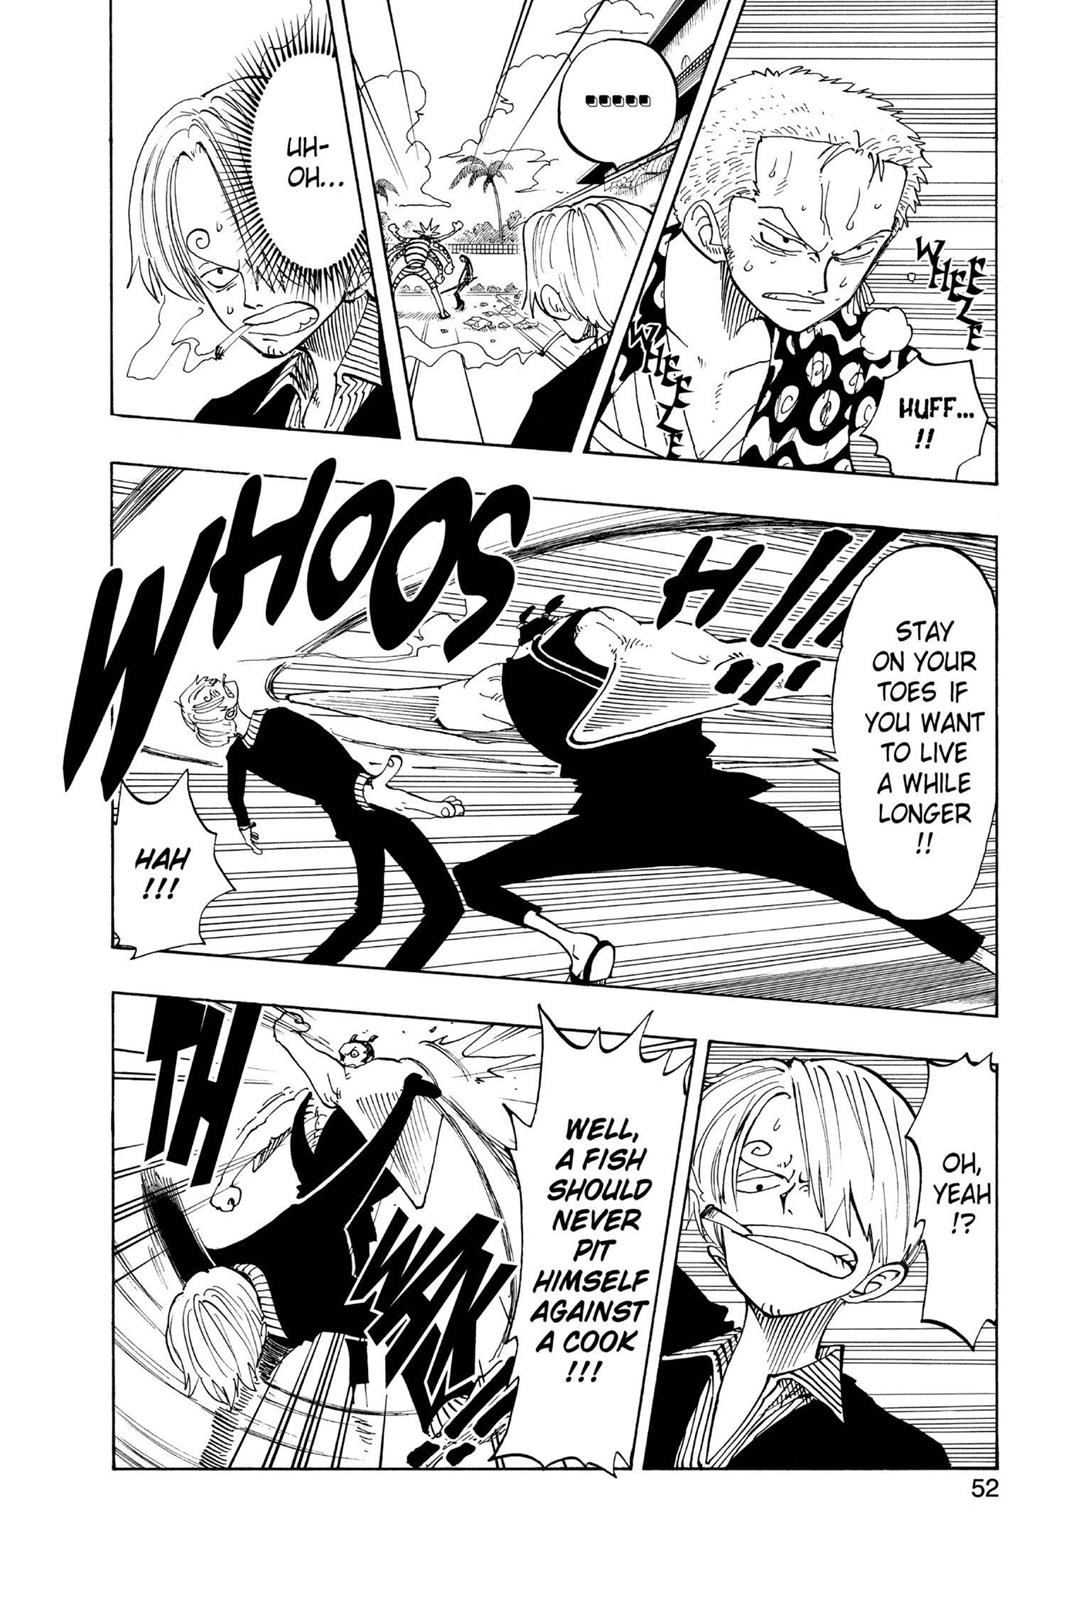 WHEEZE
WHEEZE
HUFF...
!!
UH-
OH...
WHOOSH!!!
STAY
ON YOUR
TOES IF
YOU WANT
TO LIVE
A WHILE
LONGER
!!
HAH
!!!
OH,
YEAH
!?
WELL,
A FISH
SHOULD
NEVER
PIT
HIMSELF
AGAINST
A COOK
!!!
THWAK!!
52